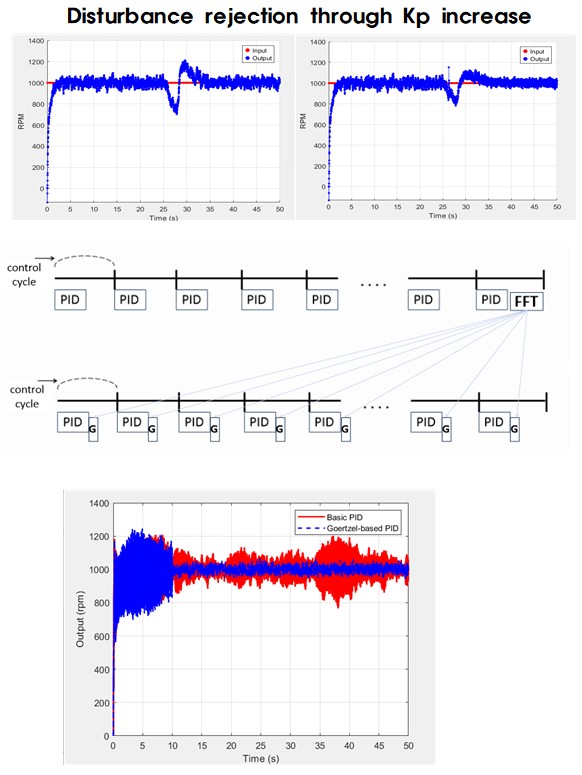 Disturbance rejection through Kp increase
1400
1200
1000
800
600
400
200
0
RPM
Input
Output
0 5 10 15 20 25 30 35 40 45 50
Time (s)
1400
1200
1000
800
600
400
200
0
RPM
Input
Output
0 5 10 15 20 25 30 35 40 45 50
Time (s)
control
cycle
PID PID PID PID PID .... PID PID FFT
control
cycle
PID G PID G PID G PID G PID G .... PID G PID G
1400
1200
1000
800
600
400
200
0
Output (rpm)
Basic PID
Goertzel-based PID
0 5 10 15 20 25 30 35 40 45 50
Time (s)